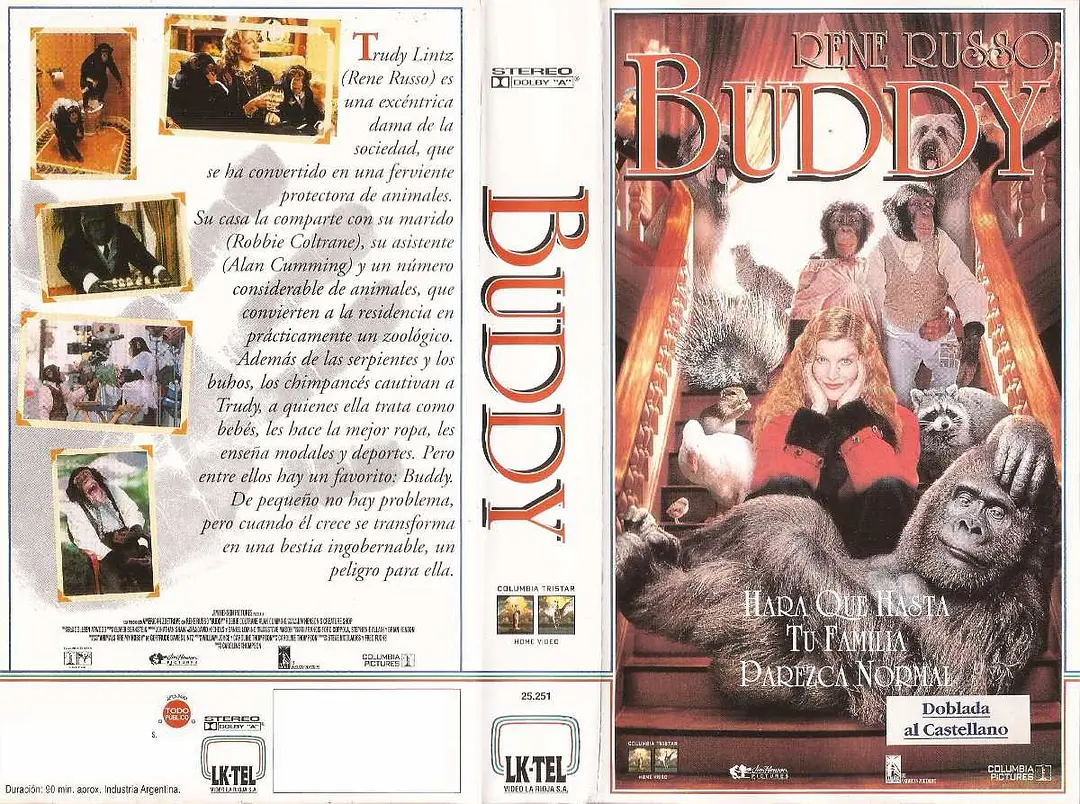 Trudy Lintz
(Rene Russo) es
una excéntrica
dama de la
sociedad, que
se ha convertido en una ferviente
protectora de animales.
Su casa la comparte con su marido
(Robbie Coltrane), su asistente
(Alan Cumming) y un número
considerable de animales, que
convierten a la residencia en
prácticamente un zoológico.
Además de las serpientes y los
buhos, los chimpancés cautivan a
Trudy, a quienes ella trata como
bebés, les hace la mejor ropa, les
enseña modales y deportes. Pero
entre ellos hay un favorito: Buddy.
De pequeño no hay problema,
pero cuando él crece se transforma
en una bestia ingobernable, un
peligro para ella.
COLUMBIA
PICTURES
TODO
PÚBLICO
S.
STEREO
DOLBY "A"
LK-TEL
VIDEO LA RIOJA S.A.
Duración: 90 min. aprox. Industria Argentina.
STEREO
DOLBY "A"®
BUDDY
COLUMBIA TRISTAR
HOME VIDEO
25.251
LK-TEL
VIDEO LA RIOJA S.A.
RENE RUSSO
BUDDY
HARA QUE HASTA
TU FAMILIA
PAREZCA NORMAL
Doblada
al Castellano
COLUMBIA TRISTAR
HOME VIDEO
Jim Henson
PICTURES
COLUMBIA
PICTURES